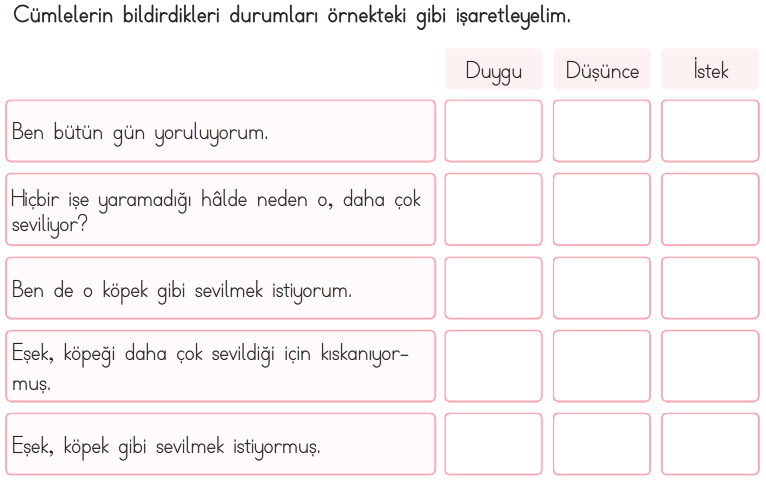 Cümlelerin bildirdikleri durumları örnekteki gibi işaretleyelim.
Duygu Düşünce İstek
Ben bütün gün yoruluyorum.
Hiçbir işe yaramadığı hâlde neden o, daha çok
seviliyor?
Ben de o köpek gibi sevilmek istiyorum.
Eşek, köpeği daha çok sevildiği için kıskanıyor-
muş.
Eşek, köpek gibi sevilmek istiyormuş.